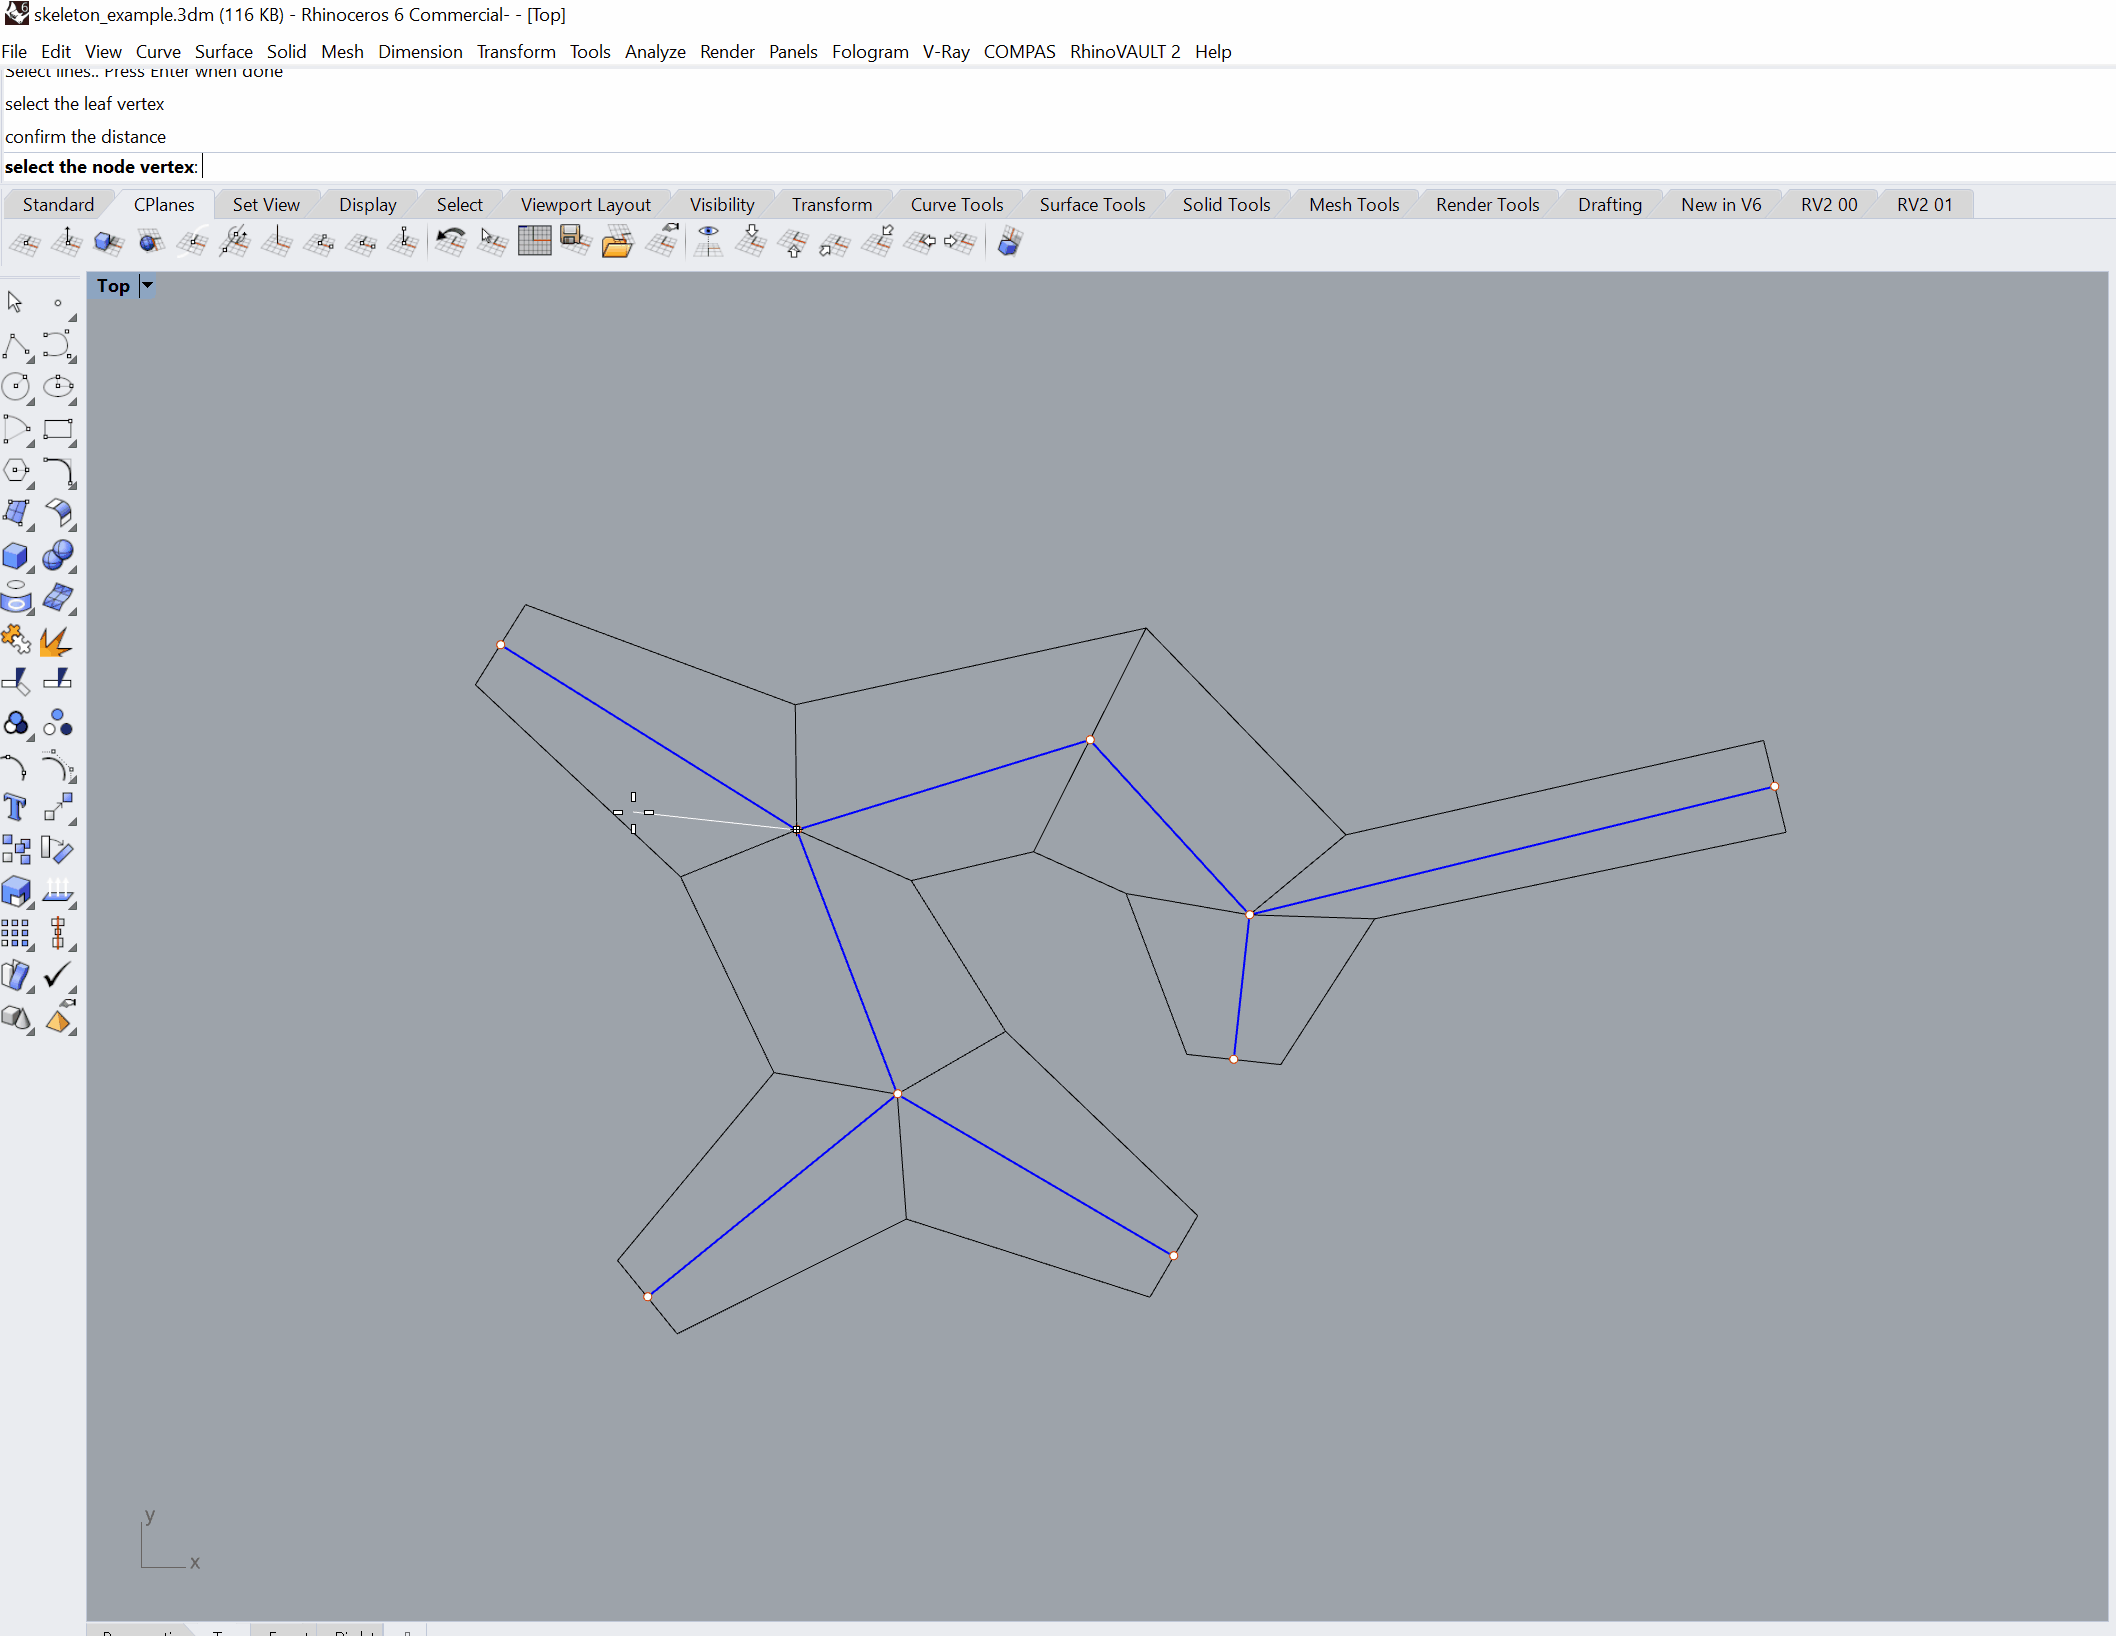 skeleton_example.3dm (116 KB) - Rhinoceros 6 Commercial- - [Top]
File Edit View Curve Surface Solid Mesh Dimension Transform Tools Analyze Render Panels Fologram V-Ray COMPAS RhinoVAULT 2 Help
Select lines.. Press Enter when done
select the leaf vertex
confirm the distance
select the node vertex:
Standard CPlanes Set View Display Select Viewport Layout Visibility Transform Curve Tools Surface Tools Solid Tools Mesh Tools Render Tools Drafting New in V6 RV2 00 RV2 01
Top
y
x